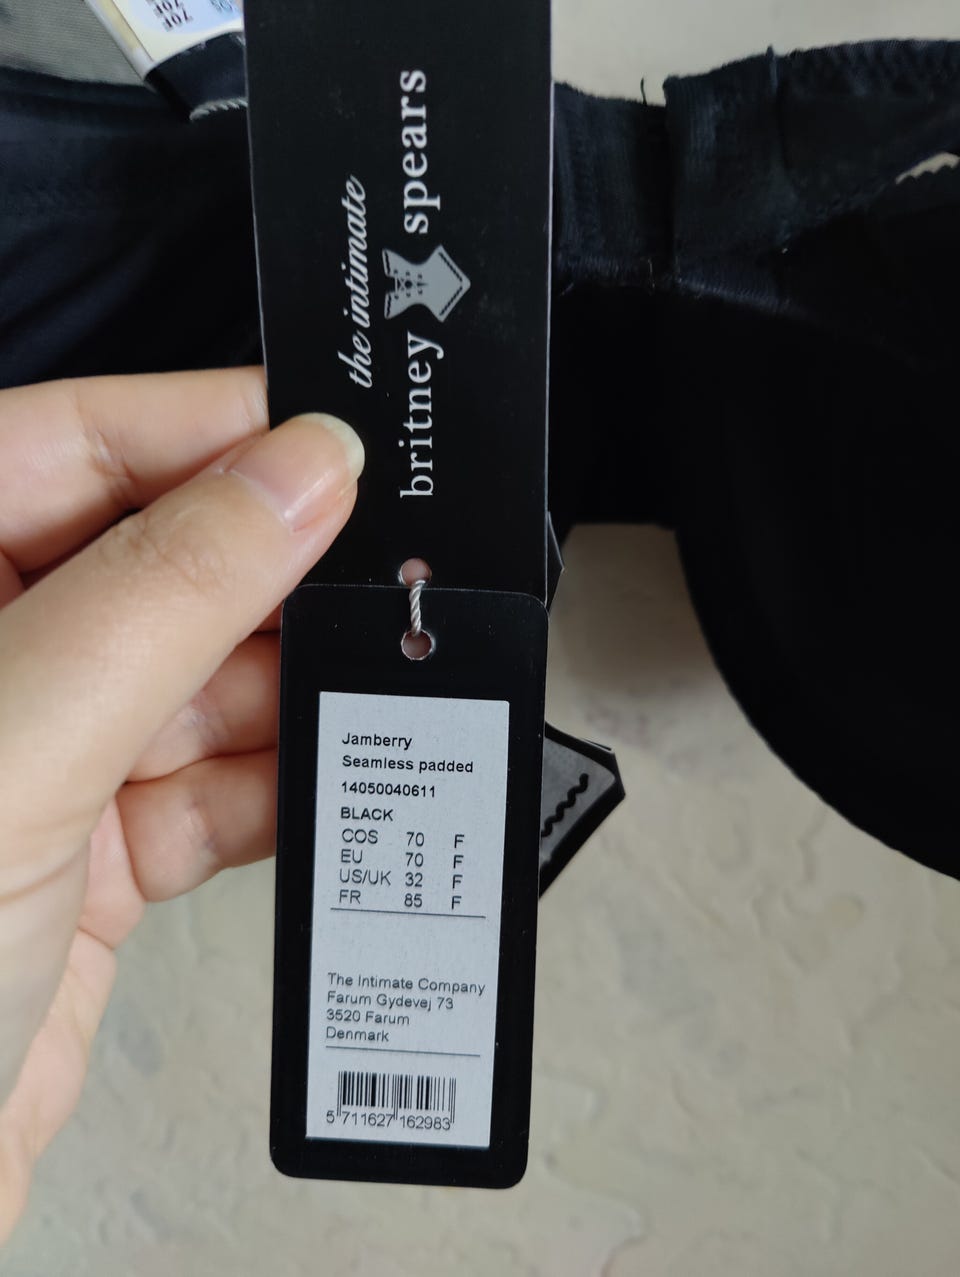 70F
the intimate
britney spears
Jamberry
Seamless padded
14050040611
BLACK
COS 70 F
EU 70 F
US/UK 32 F
FR 85 F
The Intimate Company
Farum Gydevej 73
3520 Farum
Denmark
5 711627 162983